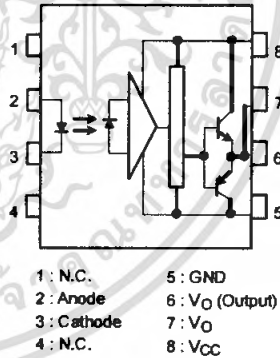 1 8
2 7
3 6
4 5
1 : N.C. 5 : GND
2 : Anode 6 : VO (Output)
3 : Cathode 7 : VO
4 : N.C. 8 : VCC